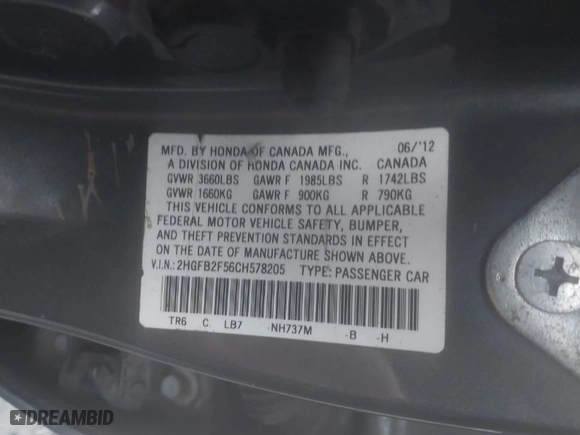 MFD. BY HONDA OF CANADA MFG., 06/'12
A DIVISION OF HONDA CANADA INC. CANADA
GVWR 3660LBS GAWR F 1985LBS R 1742LBS
GVWR 1660KG GAWR F 900KG R 790KG
THIS VEHICLE CONFORMS TO ALL APPLICABLE
FEDERAL MOTOR VEHICLE SAFETY, BUMPER,
AND THEFT PREVENTION STANDARDS IN EFFECT
ON THE DATE OF MANUFACTURE SHOWN ABOVE.
V.I.N.: 2HGFB2F56CH578205 TYPE: PASSENGER CAR
TR6 C LB7 -NH737M -B -H
DREAMBID